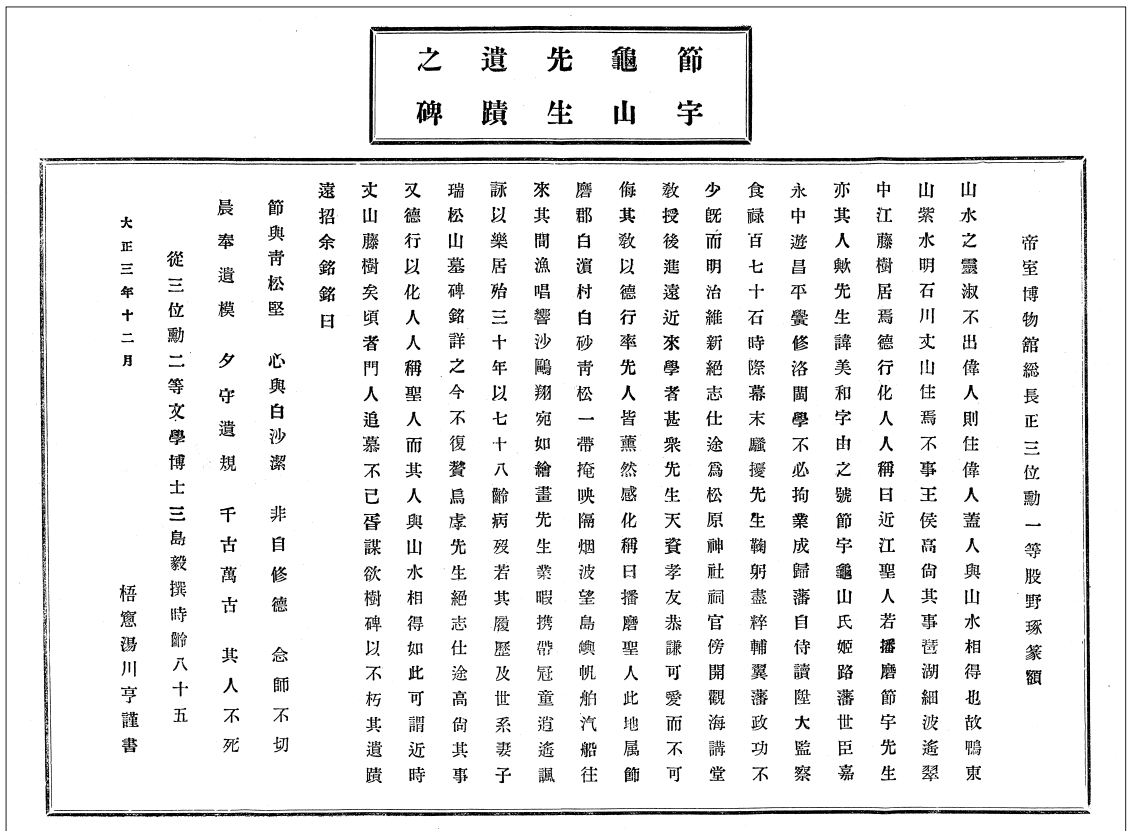 節宇
龜山
先生
遺蹟
之碑
帝室博物館総長正三位勳一等股野琢篆額
山水之靈淑不出偉人則住偉人蓋人與山水相得也故鴨東
山紫水明石川丈山住焉不事王侯高尙其事琶湖細波遙翠
中江藤樹居焉德行化人人稱曰近江聖人若播磨節宇先生
亦其人歟先生諱美和字由之號節宇龜山氏姬路藩世臣嘉
永中遊昌平黌修洛閩學不必拘業成歸藩自侍讀陞大監察
食祿百七十石時際幕末騷擾先生鞠躬盡粹輔翼藩政功不
少旣而明治維新絕志仕途爲松原神社祠官傍開觀海講堂
敎授後進遠近來學者甚衆先生天資孝友恭謙可愛而不可
侮其敎以德行率先人皆薰然感化稱曰播磨聖人此地属飾
磨郡白濵村白砂靑松一帶掩映隔烟波望島嶼帆舶汽船往
來其間漁唱響沙鷗翔宛如繪畫先生業暇携帶冠童逍遙諷
詠以樂居殆三十年以七十八齡病歿若其履歷及世系妻子
瑞松山墓碑銘詳之今不復贅烏虖先生絕志仕途高尙其事
又德行以化人人稱聖人而其人與山水相得如此可謂近時
丈山藤樹矣頃者門人追慕不已胥謀欲樹碑以不朽其遺蹟
遠招余銘銘曰
節與靑松堅 心與白沙潔 非自修德 念師不切
晨奉遺模 夕守遺規 千古萬古 其人不死
從三位勳二等文學博士三島毅撰時齡八十五
大正三年十二月 梧窻湯川亨謹書